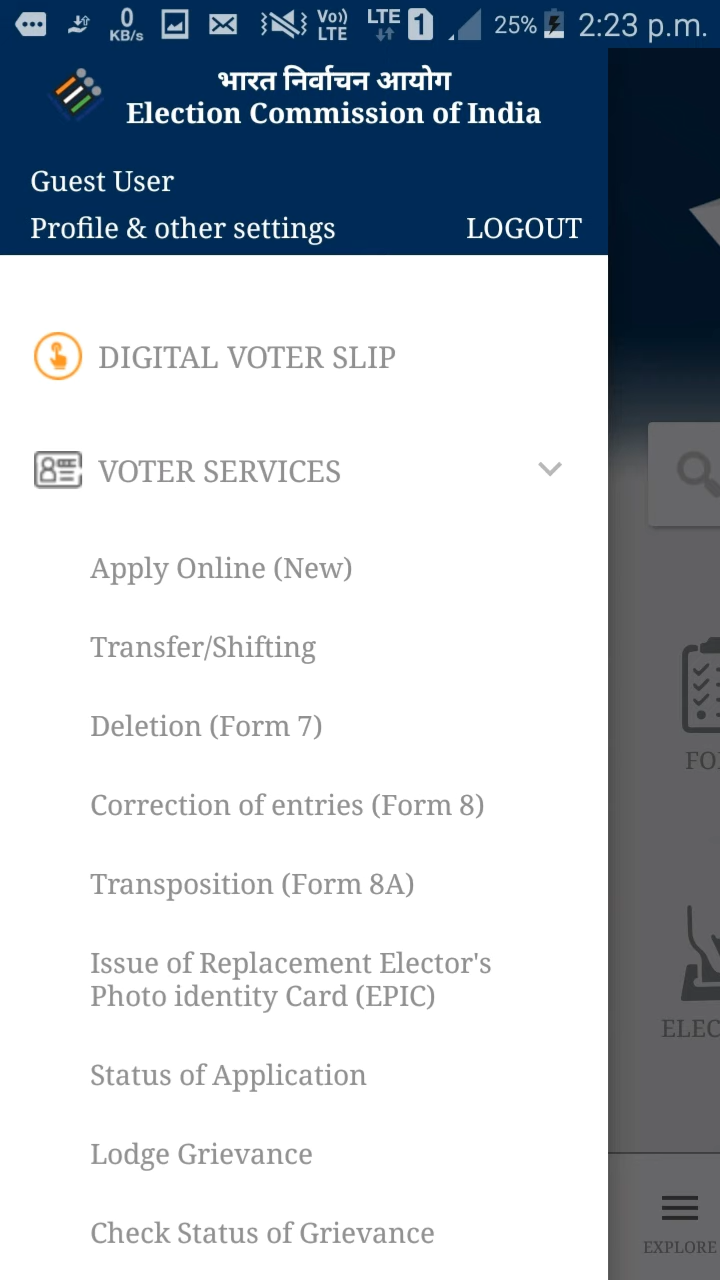 0
KB/s
Vo))
LTE
LTE
1
25%
2:23 p.m.
भारत निर्वाचन आयोग
Election Commission of India
Guest User
Profile & other settings LOGOUT
DIGITAL VOTER SLIP
VOTER SERVICES
Apply Online (New)
Transfer/Shifting
Deletion (Form 7)
Correction of entries (Form 8)
Transposition (Form 8A)
Issue of Replacement Elector's
Photo identity Card (EPIC)
Status of Application
Lodge Grievance
Check Status of Grievance
FO
ELEC
EXPLORE